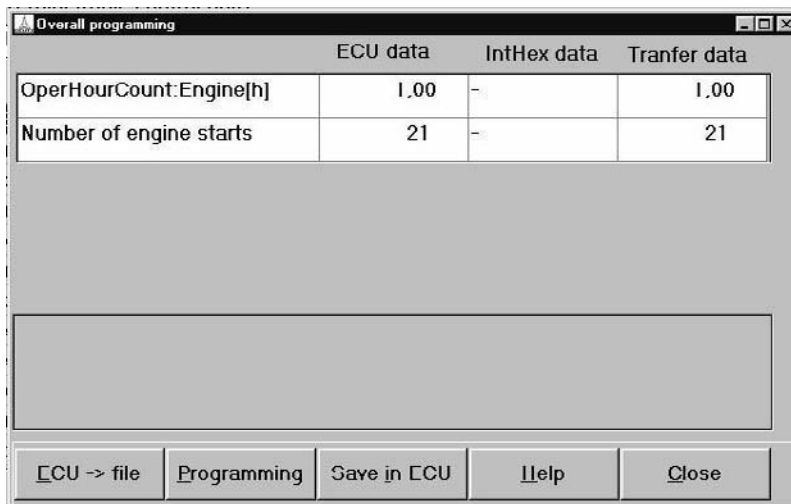 Overall programming
ECU data IntHex data Tranfer data
OperHourCount:Engine[h] 1,00 - 1,00
Number of engine starts 21 - 21
ECU -> file Programming Save in ECU Help Close